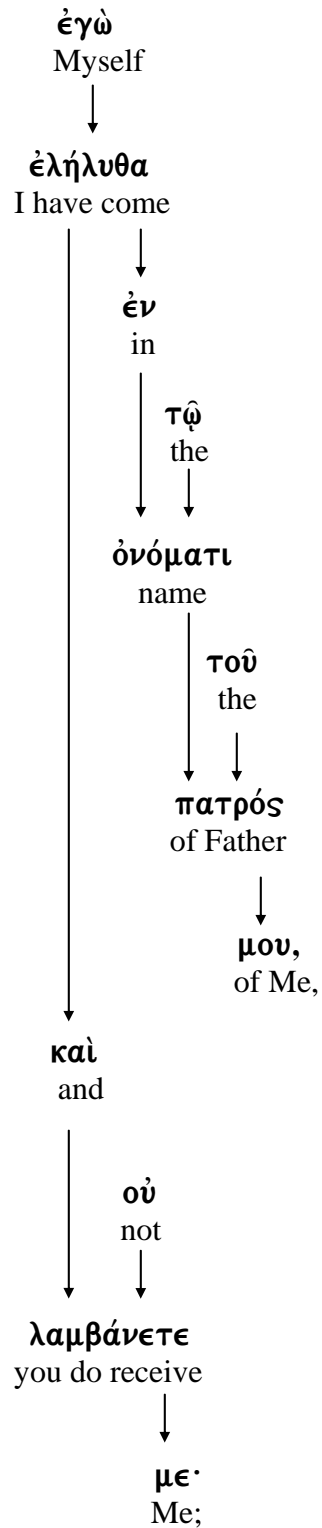 ἐγὼ
Myself
ἐλήλυθα
I have come
ἐν
in
τῷ
the
ὀνόματι
name
τοῦ
the
πατρός
of Father
μου,
of Me,
καὶ
and
οὐ
not
λαμβάνετε
you do receive
με·
Me;